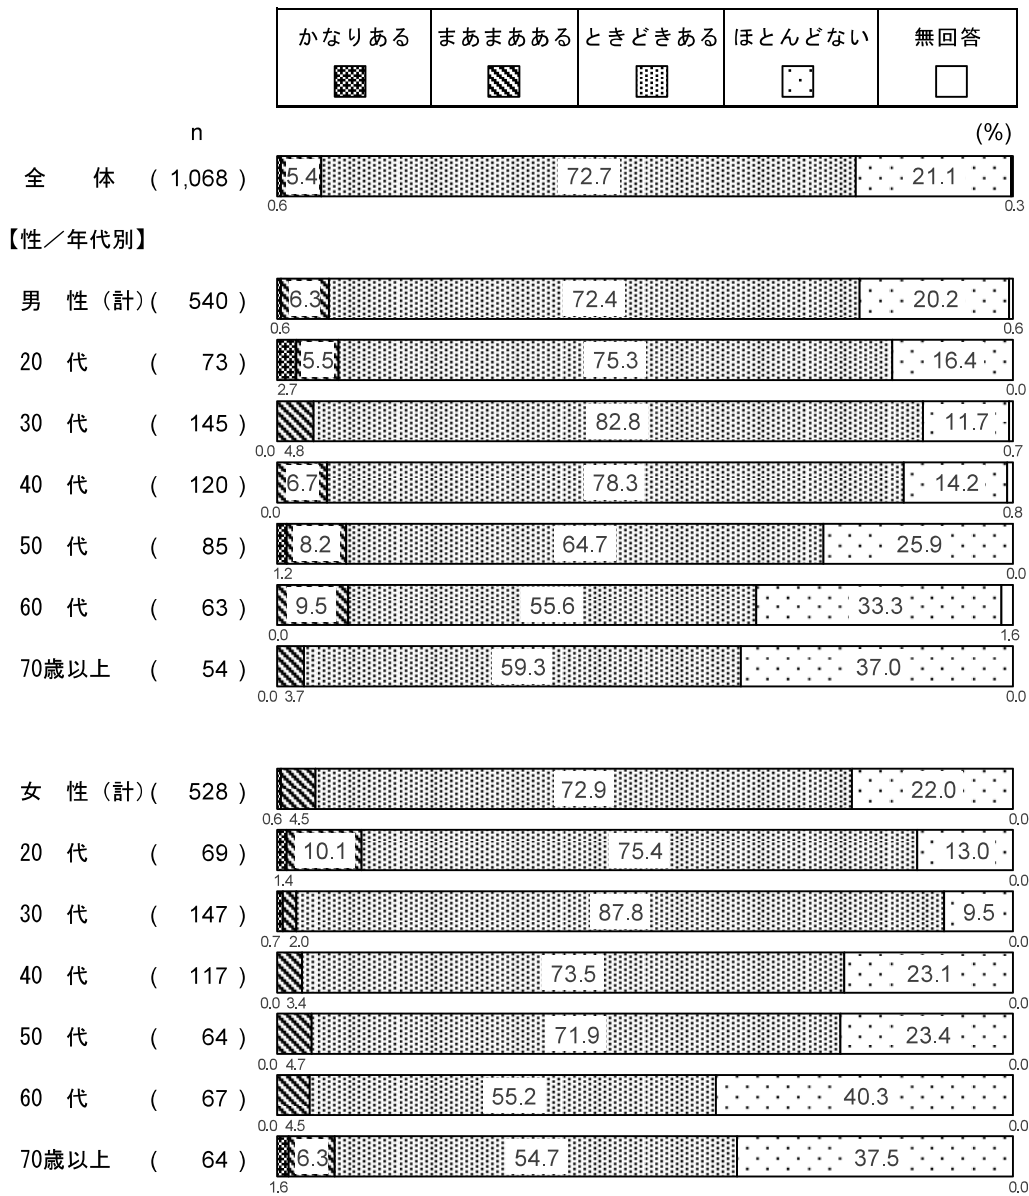 かなりある まあまあある ときどきある ほとんどない 無回答
n (%)
全 体 ( 1,068 ) 5.4 72.7 21.1
0.6 0.3
【性／年代別】
男 性（計）( 540 ) 6.3 72.4 20.2
0.6 0.6
20 代 ( 73 ) 5.5 75.3 16.4
2.7 0.0
30 代 ( 145 ) 82.8 11.7
0.0 4.8 0.7
40 代 ( 120 ) 6.7 78.3 14.2
0.0 0.8
50 代 ( 85 ) 8.2 64.7 25.9
1.2 0.0
60 代 ( 63 ) 9.5 55.6 33.3
0.0 1.6
70歳以上 ( 54 ) 59.3 37.0
0.0 3.7 0.0
女 性（計）( 528 ) 72.9 22.0
0.6 4.5 0.0
20 代 ( 69 ) 10.1 75.4 13.0
1.4 0.0
30 代 ( 147 ) 87.8 9.5
0.7 2.0 0.0
40 代 ( 117 ) 73.5 23.1
0.0 3.4 0.0
50 代 ( 64 ) 71.9 23.4
0.0 4.7 0.0
60 代 ( 67 ) 55.2 40.3
0.0 4.5 0.0
70歳以上 ( 64 ) 6.3 54.7 37.5
1.6 0.0